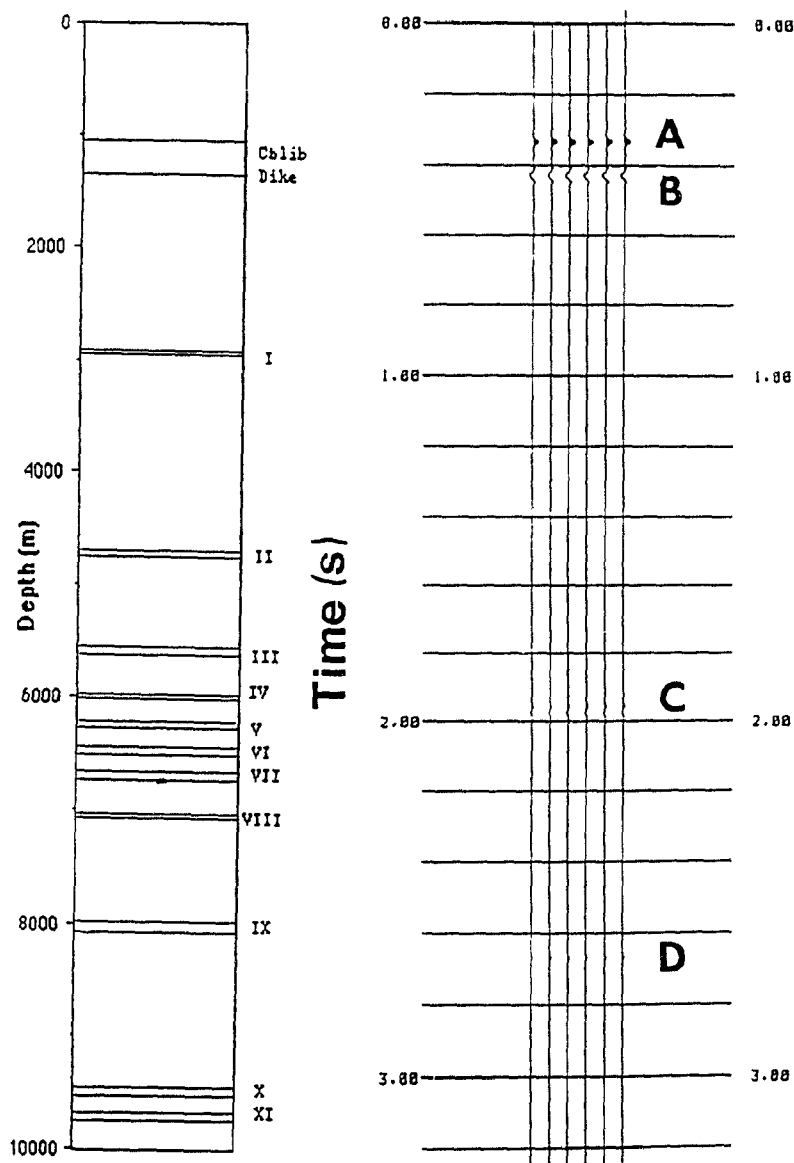 0
Cblib
Dike
2000
I
4000
II
III
6000
IV
V
VI
VII
VIII
8000
IX
X
XI
10000
Depth (m)
Time (s)
0.00
0.00
A
B
1.00
1.00
C
2.00
2.00
D
3.00
3.00